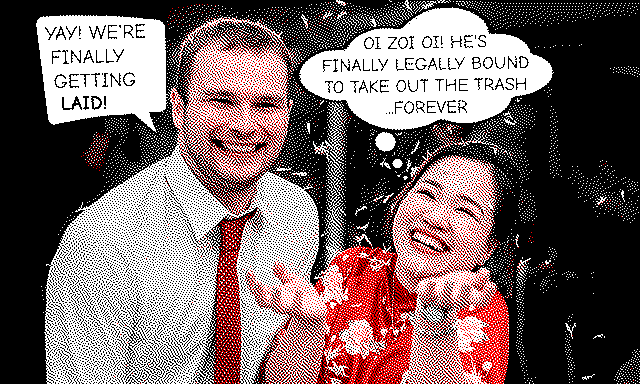 YAY! WE'RE
FINALLY
GETTING
LAID!
OI ZOI OI! HE'S
FINALLY LEGALLY BOUND
TO TAKE OUT THE TRASH
...FOREVER